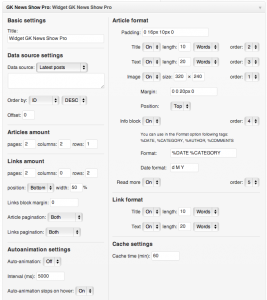 GK News Show Pro: Widget GK News Show Pro
Basic settings
Title:
Widget GK News Show Pro
Data source settings
Data source: Latest posts
Order by: ID DESC
Offset: 0
Articles amount
pages: 2 columns: 2 rows: 1
Links amount
pages: 2 columns: 0 rows: 2
position: Bottom width: 50 %
Links block margin: 0
Article pagination: Both
Links pagination: Both
Autoanimation settings
Auto-animation: Off
Interval (ms): 5000
Auto-animation stops on hover: On
Article format
Padding: 0 15px 10px 0
Title On length: 10 Words order: 2
Text On length: 20 Words order: 3
Image On size: 320 × 240 order: 1
Margin: 0 0 20px 0
Position: Top
Info block On order: 4
You can use in the Format option following tags:
%DATE, %CATEGORY, %AUTHOR, %COMMENTS
Format: %DATE %CATEGORY
Date format: d M Y
Read more On order: 5
Link format
Title On length: 10 Words
Text On length: 20 Words
Cache settings
Cache time (min): 60